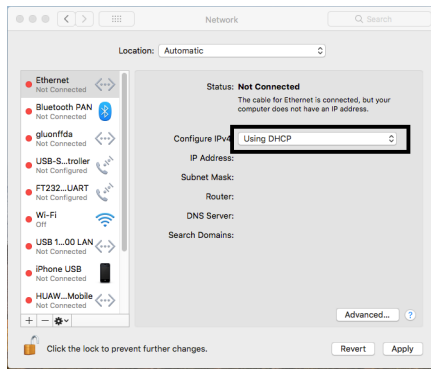 Network
Search
Location: Automatic
Ethernet
Not Connected
Bluetooth PAN
Not Connected
gluonffda
Not Connected
USB-S...troller
Not Configured
FT232...UART
Not Configured
Wi-Fi
Off
USB 1...00 LAN
Not Connected
iPhone USB
Not Connected
HUAW...Mobile
Not Connected
Status: Not Connected
The cable for Ethernet is connected, but your
computer does not have an IP address.
Configure IPv4 Using DHCP
IP Address:
Subnet Mask:
Router:
DNS Server:
Search Domains:
Advanced... ?
Click the lock to prevent further changes.
Revert Apply